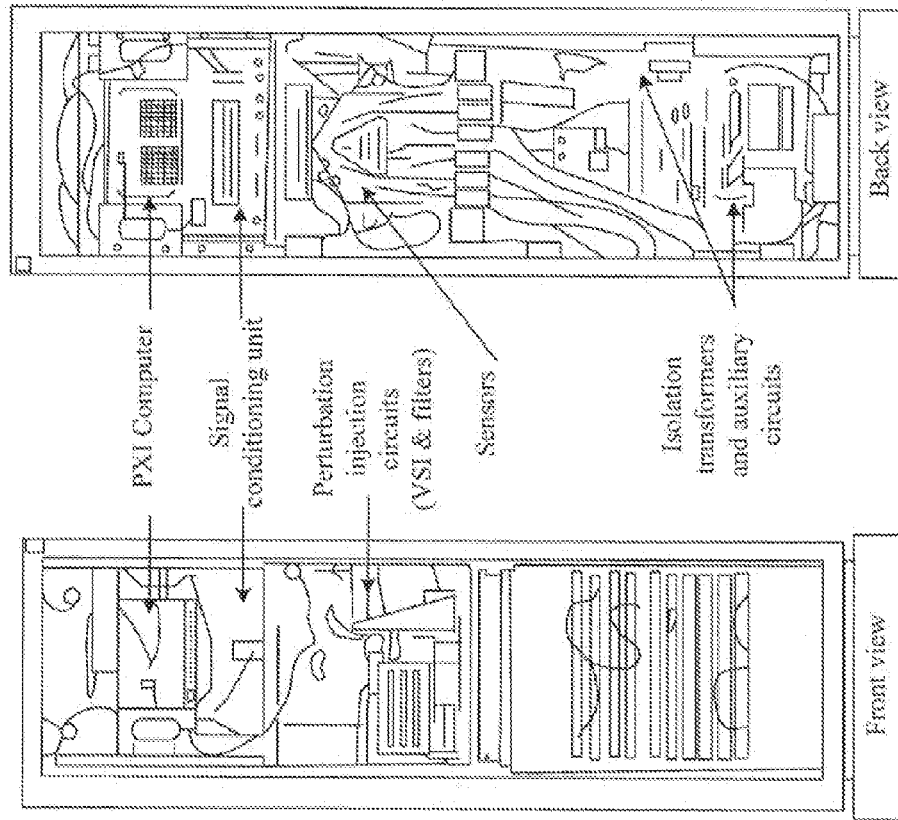 PXI Computer
Signal
conditioning unit
Perturbation
injection
circuits
(VSI & filters)
Sensors
Isolation
transformers
and auxiliary
circuits
Front view
Back view